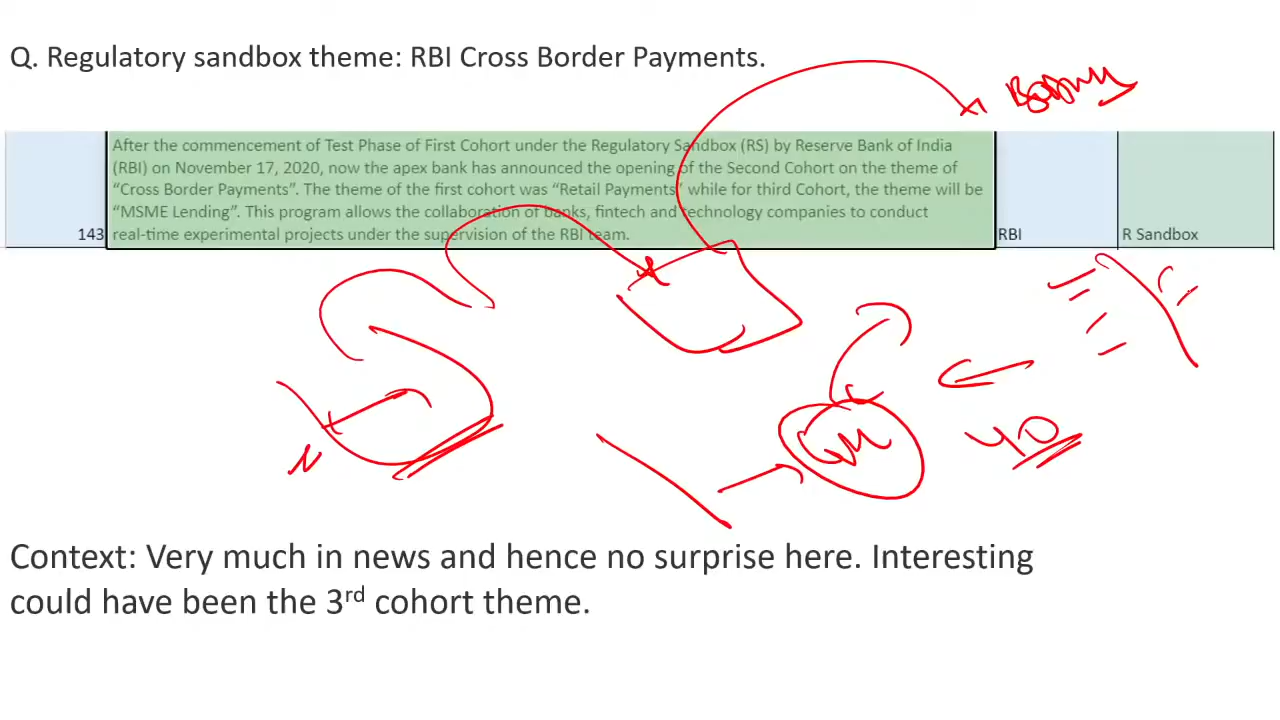 Q. Regulatory sandbox theme: RBI Cross Border Payments.
After the commencement of Test Phase of First Cohort under the Regulatory Sandbox (RS) by Reserve Bank of India
(RBI) on November 17, 2020, now the apex bank has announced the opening of the Second Cohort on the theme of
“Cross Border Payments”. The theme of the first cohort was “Retail Payments” while for third Cohort, the theme will be
“MSME Lending”. This program allows the collaboration of banks, fintech and technology companies to conduct
143 real-time experimental projects under the supervision of the RBI team. RBI R Sandbox
40
Context: Very much in news and hence no surprise here. Interesting
could have been the 3rd cohort theme.